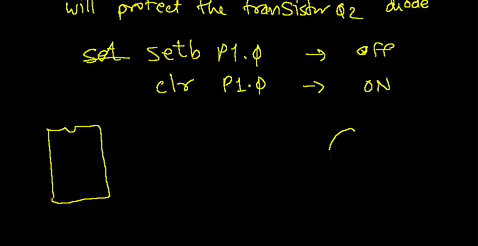 will protect the transistor Q2 diode
set setb P1.0 → OFF
clr P1.0 → ON